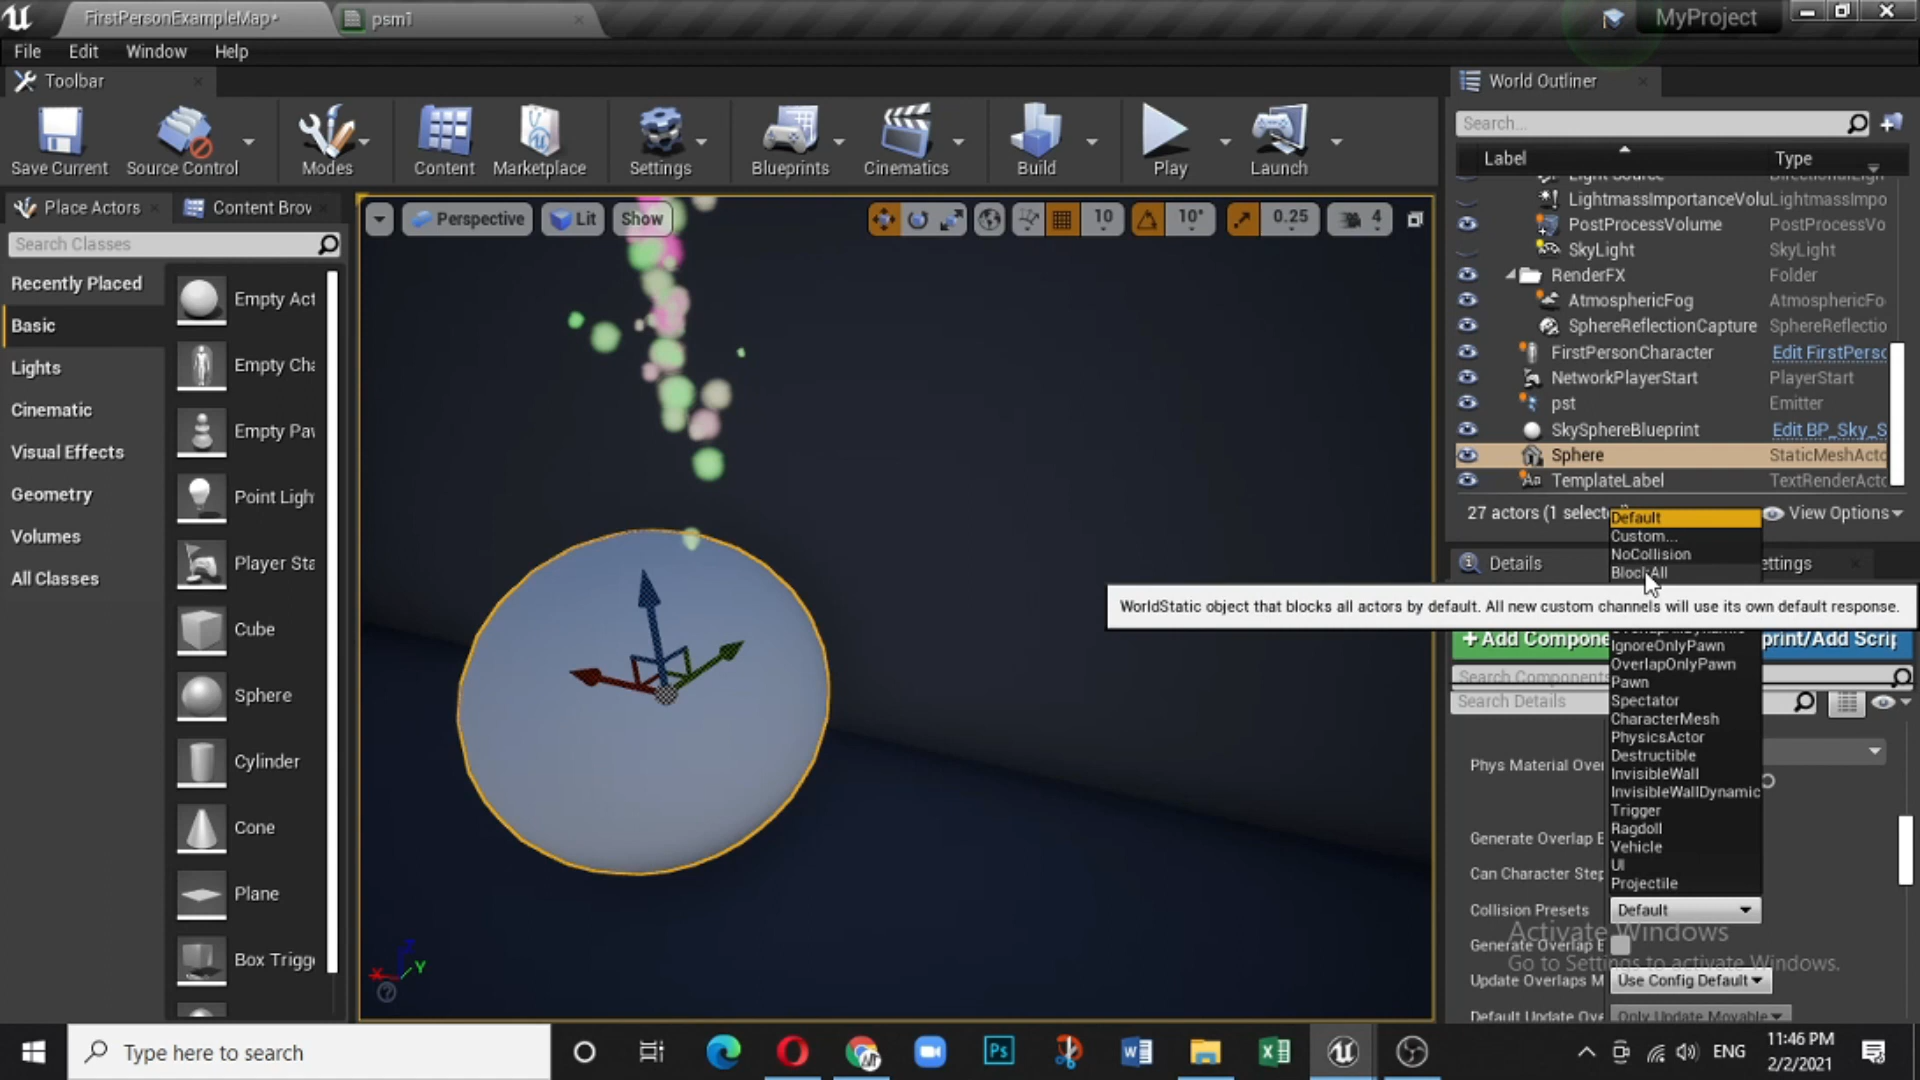 FirstPersonExampleMap*
psm1
MyProject
File Edit Window Help
Toolbar
World Outliner
Save Current
Source Control
Modes
Content
Marketplace
Settings
Blueprints
Cinematics
Build
Play
Launch
Search...
Label
Type
Place Actors
Content Brov
Search Classes
Recently Placed
Basic
Lights
Cinematic
Visual Effects
Geometry
Volumes
All Classes
Empty Act
Empty Cha
Empty Pav
Point Ligh
Player Sta
Cube
Sphere
Cylinder
Cone
Plane
Box Trigge
Perspective
Lit
Show
10
10°
0.25
4
X
Y
Light Source
LightmassImportanceVolu LightmassImpo
PostProcessVolume PostProcessVo
SkyLight SkyLight
RenderFX Folder
AtmosphericFog AtmosphericFo
SphereReflectionCapture SphereReflectio
FirstPersonCharacter Edit FirstPerso
NetworkPlayerStart PlayerStart
pst Emitter
SkySphereBlueprint Edit BP_Sky_S
Sphere StaticMeshActo
TemplateLabel TextRenderActo
27 actors (1 selecte
View Options
Details
ettings
Default
Custom...
NoCollision
BlockAll
WorldStatic object that blocks all actors by default. All new custom channels will use its own default response.
IgnoreOnlyPawn
OverlapOnlyPawn
Pawn
Spectator
CharacterMesh
PhysicsActor
Destructible
InvisibleWall
InvisibleWallDynamic
Trigger
Ragdoll
Vehicle
UI
Projectile
+ Add Compone
print/Add Scrip
Search Components
Search Details
Phys Material Over
Generate Overlap E
Can Character Step
Collision Presets
Default
Generate Overlap E
Update Overlaps M
Use Config Default
Default Update Ove
Only Update Movable
Activate Windows
Go to Settings to activate Windows.
Type here to search
Ps
ENG
11:46 PM
2/2/2021